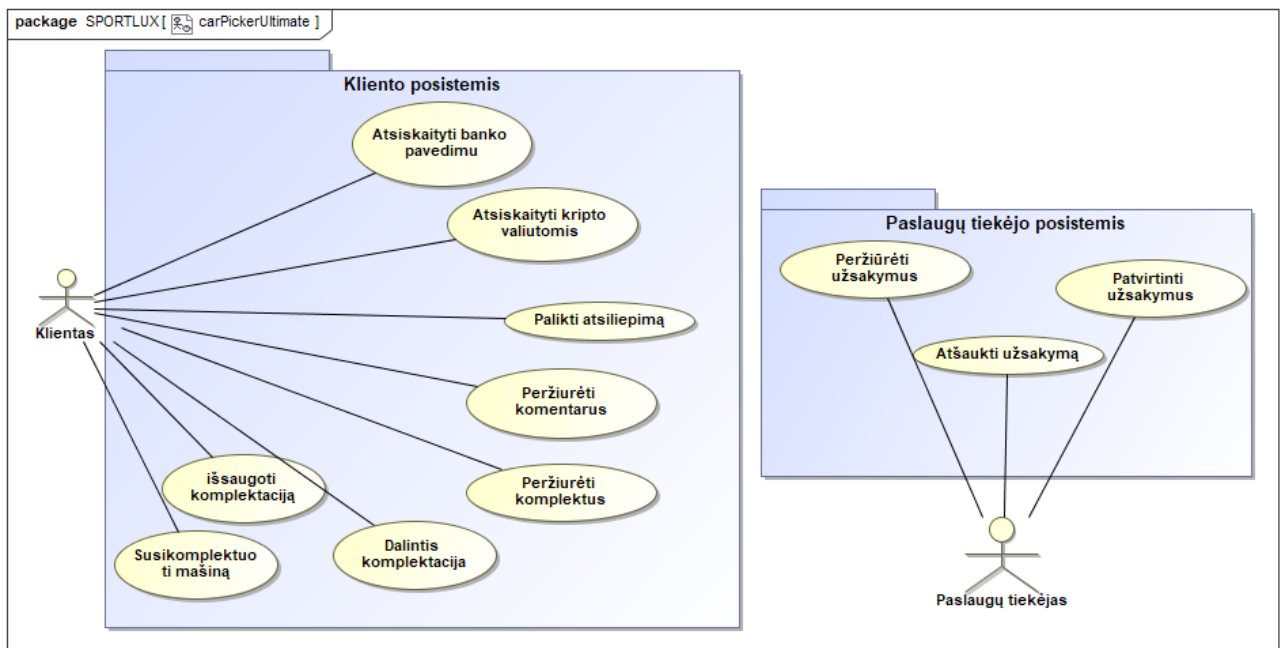 package SPORTLUX [ carPickerUltimate ]
Kliento posistemis
Atsiskaityti banko
pavedimu
Atsiskaityti kripto
valiutomis
Palikti atsiliepimą
Peržiurėti
komentarus
Peržiurėti
komplektus
išsaugoti
komplektaciją
Dalintis
komplektacija
Susikomplektuo
ti mašiną
Klientas
Paslaugų tiekėjo posistemis
Peržiūrėti
užsakymus
Patvirtinti
užsakymus
Atšaukti užsakymą
Paslaugų tiekėjas